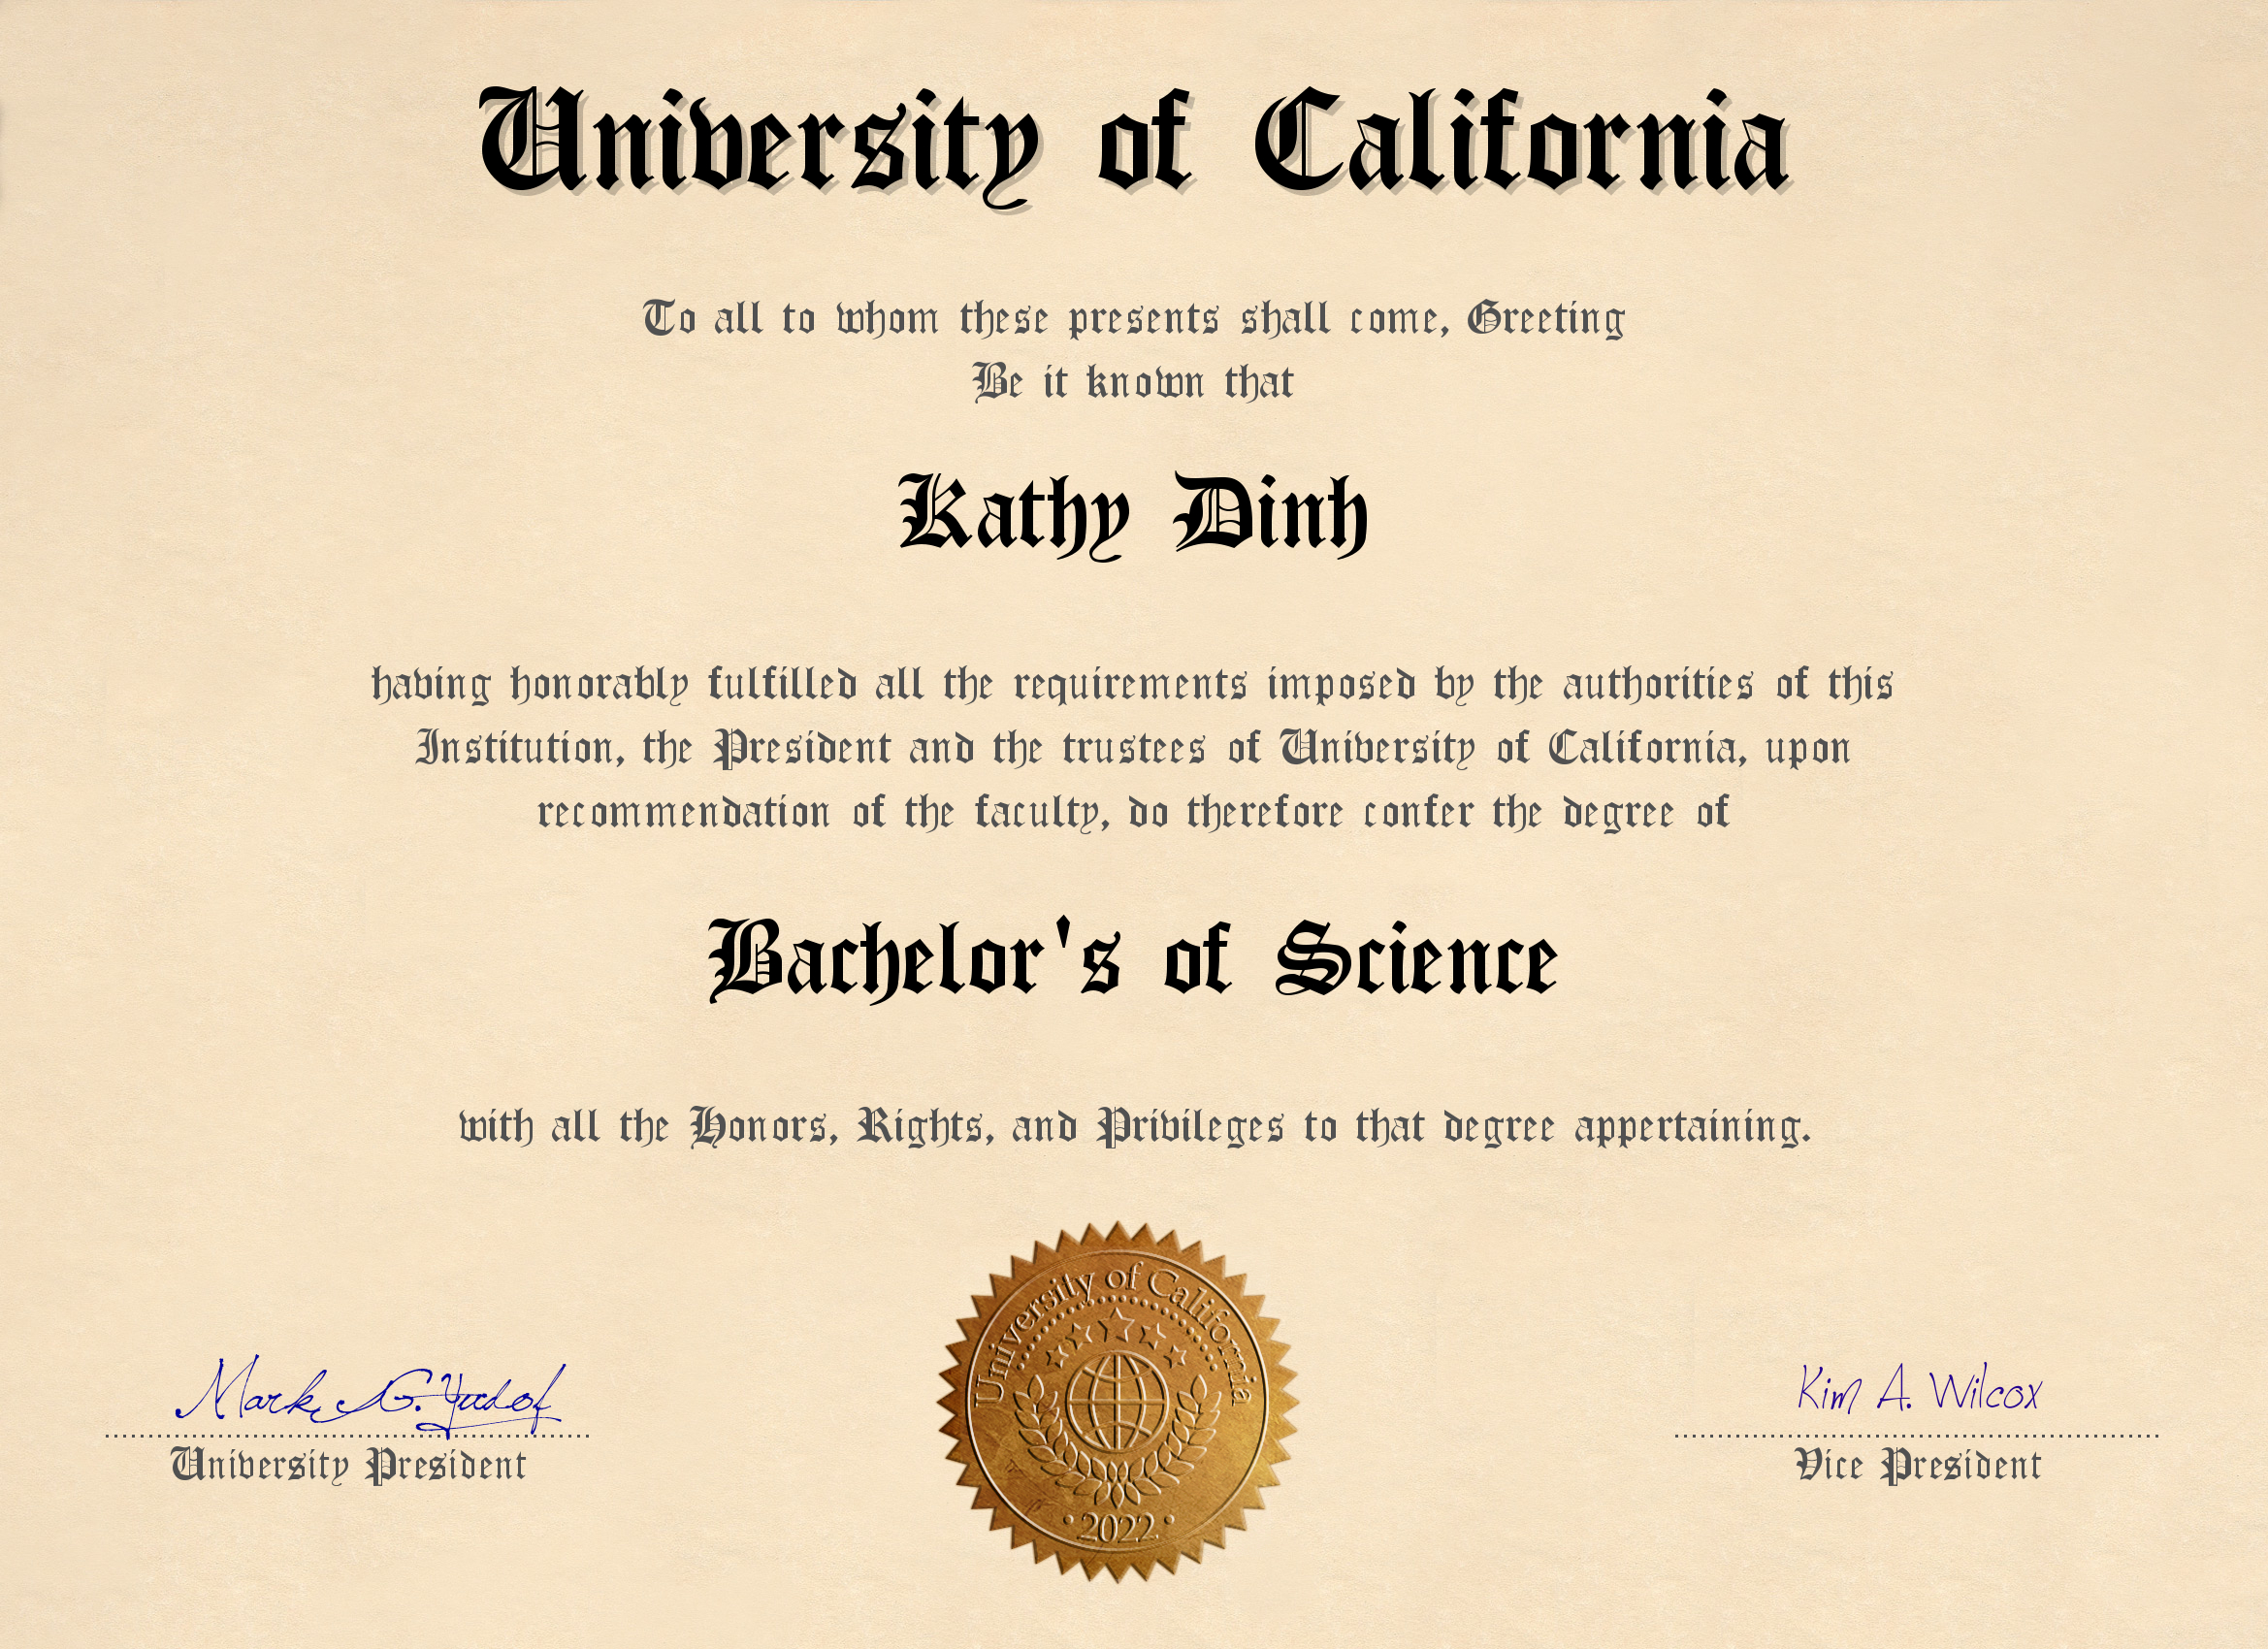 University of California
To all to whom these presents shall come, Greeting
Be it known that
Kathy Dinh
having honorably fulfilled all the requirements imposed by the authorities of this
Institution, the President and the trustees of University of California, upon
recommendation of the faculty, do therefore confer the degree of
Bachelor's of Science
with all the Honors, Rights, and Privileges to that degree appertaining.
University of California
· 2022 ·
Mark G. Yudof
University President
Kim A. Wilcox
Vice President